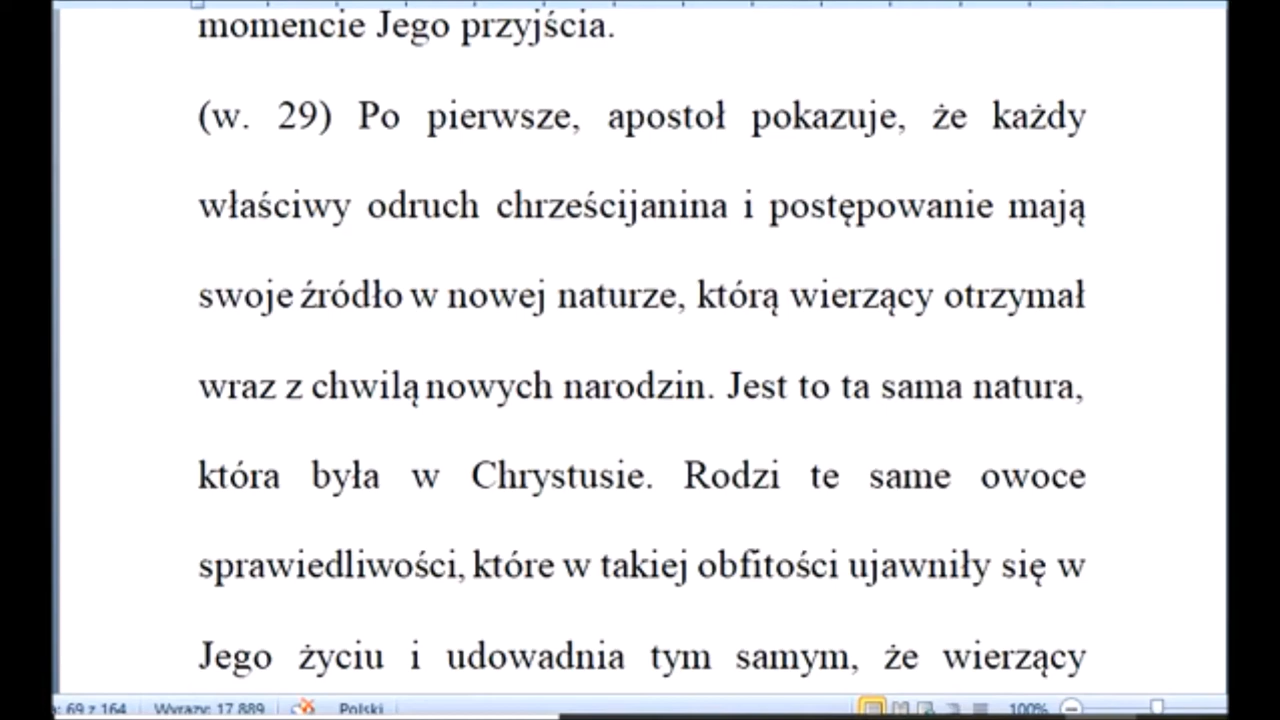 momencie Jego przyjścia.
(w. 29) Po pierwsze, apostoł pokazuje, że każdy
właściwy odruch chrześcijanina i postępowanie mają
swoje źródło w nowej naturze, którą wierzący otrzymał
wraz z chwilą nowych narodzin. Jest to ta sama natura,
która była w Chrystusie. Rodzi te same owoce
sprawiedliwości, które w takiej obfitości ujawniły się w
Jego życiu i udowadnia tym samym, że wierzący
: 69 z 164 Wyrazy: 17 889 Polski 100%